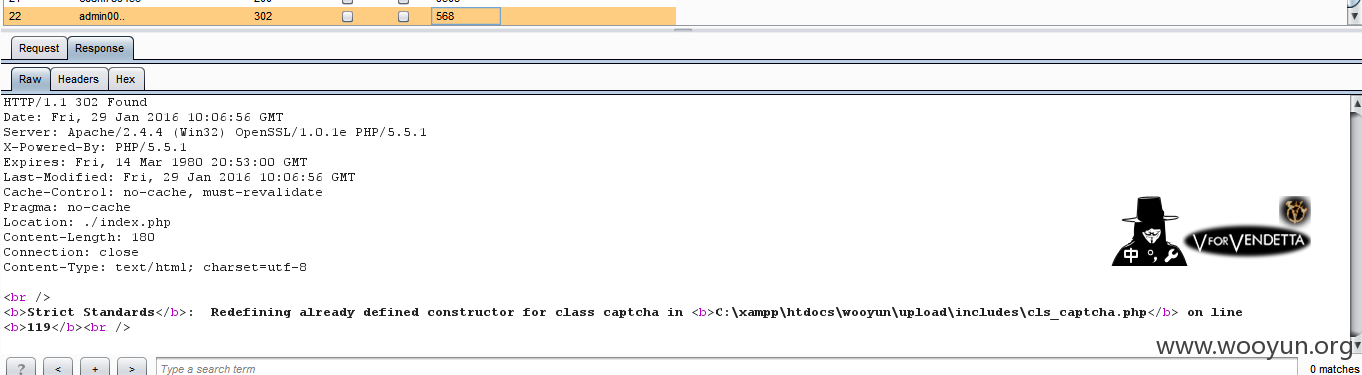 22 admin00.. 302 568
Request Response
Raw Headers Hex
HTTP/1.1 302 Found
Date: Fri, 29 Jan 2016 10:06:56 GMT
Server: Apache/2.4.4 (Win32) OpenSSL/1.0.1e PHP/5.5.1
X-Powered-By: PHP/5.5.1
Expires: Fri, 14 Mar 1980 20:53:00 GMT
Last-Modified: Fri, 29 Jan 2016 10:06:56 GMT
Cache-Control: no-cache, must-revalidate
Pragma: no-cache
Location: ./index.php
Content-Length: 180
Connection: close
Content-Type: text/html; charset=utf-8
中 °, V FOR VENDETTA
<br />
<b>Strict Standards</b>:  Redefining already defined constructor for class captcha in <b>C:\xampp\htdocs\wooyun\upload\includes\cls_captcha.php</b> on line
<b>119</b><br />
www.wooyun.org
? < + > Type a search term 0 matches